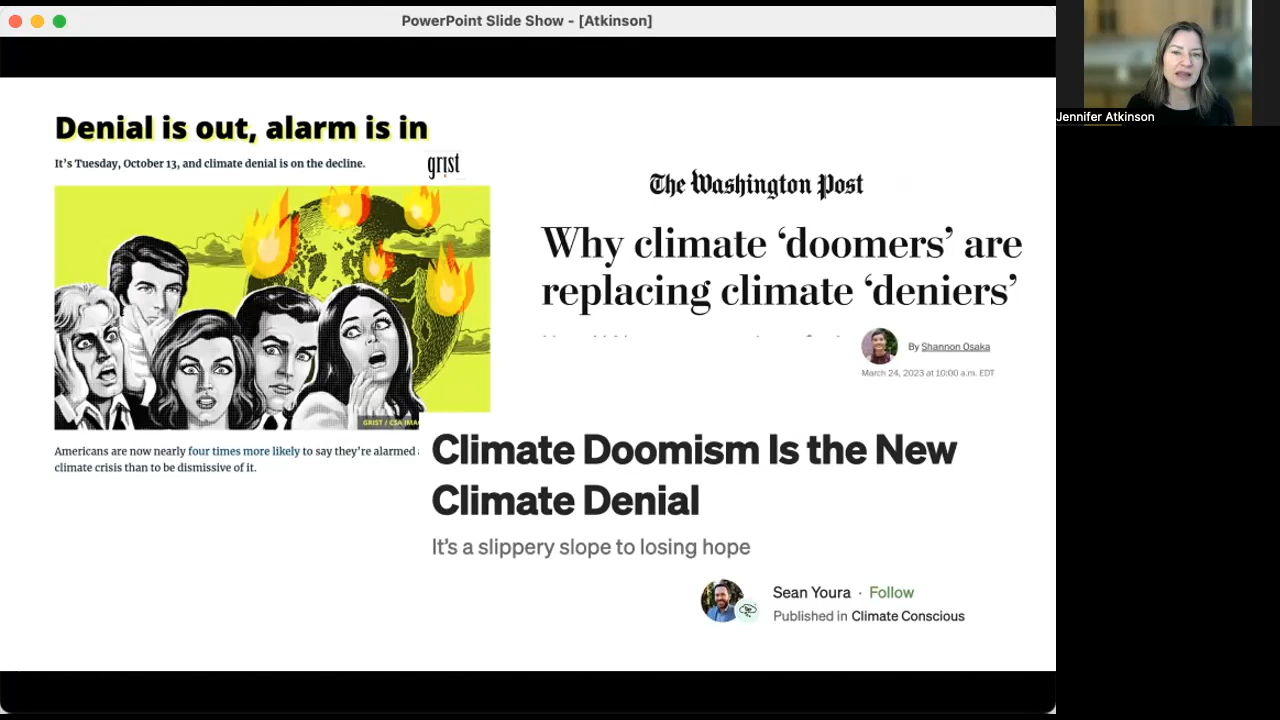 PowerPoint Slide Show - [Atkinson]
Jennifer Atkinson
Denial is out, alarm is in
It's Tuesday, October 13, and climate denial is on the decline.
grist
GRIST / CSA
Americans are now nearly four times more likely to say they're alarmed
climate crisis than to be dismissive of it.
The Washington Post
Why climate ‘doomers’ are
replacing climate ‘deniers’
By Shannon Osaka
March 24, 2023 at 10:00 a.m. EDT
Climate Doomism Is the New
Climate Denial
It's a slippery slope to losing hope
Sean Youra · Follow
Published in Climate Conscious